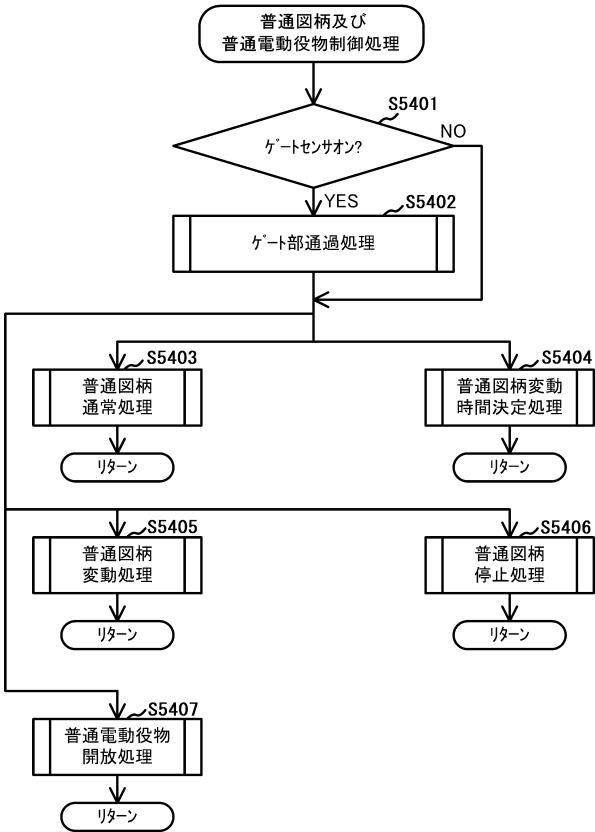 普通図柄及び
普通電動役物制御処理
S5401
ｹﾞｰﾄｾﾝｻｵﾝ?
NO
YES
S5402
ｹﾞｰﾄ部通過処理
S5403
普通図柄
通常処理
ﾘﾀｰﾝ
S5404
普通図柄変動
時間決定処理
ﾘﾀｰﾝ
S5405
普通図柄
変動処理
ﾘﾀｰﾝ
S5406
普通図柄
停止処理
ﾘﾀｰﾝ
S5407
普通電動役物
開放処理
ﾘﾀｰﾝ